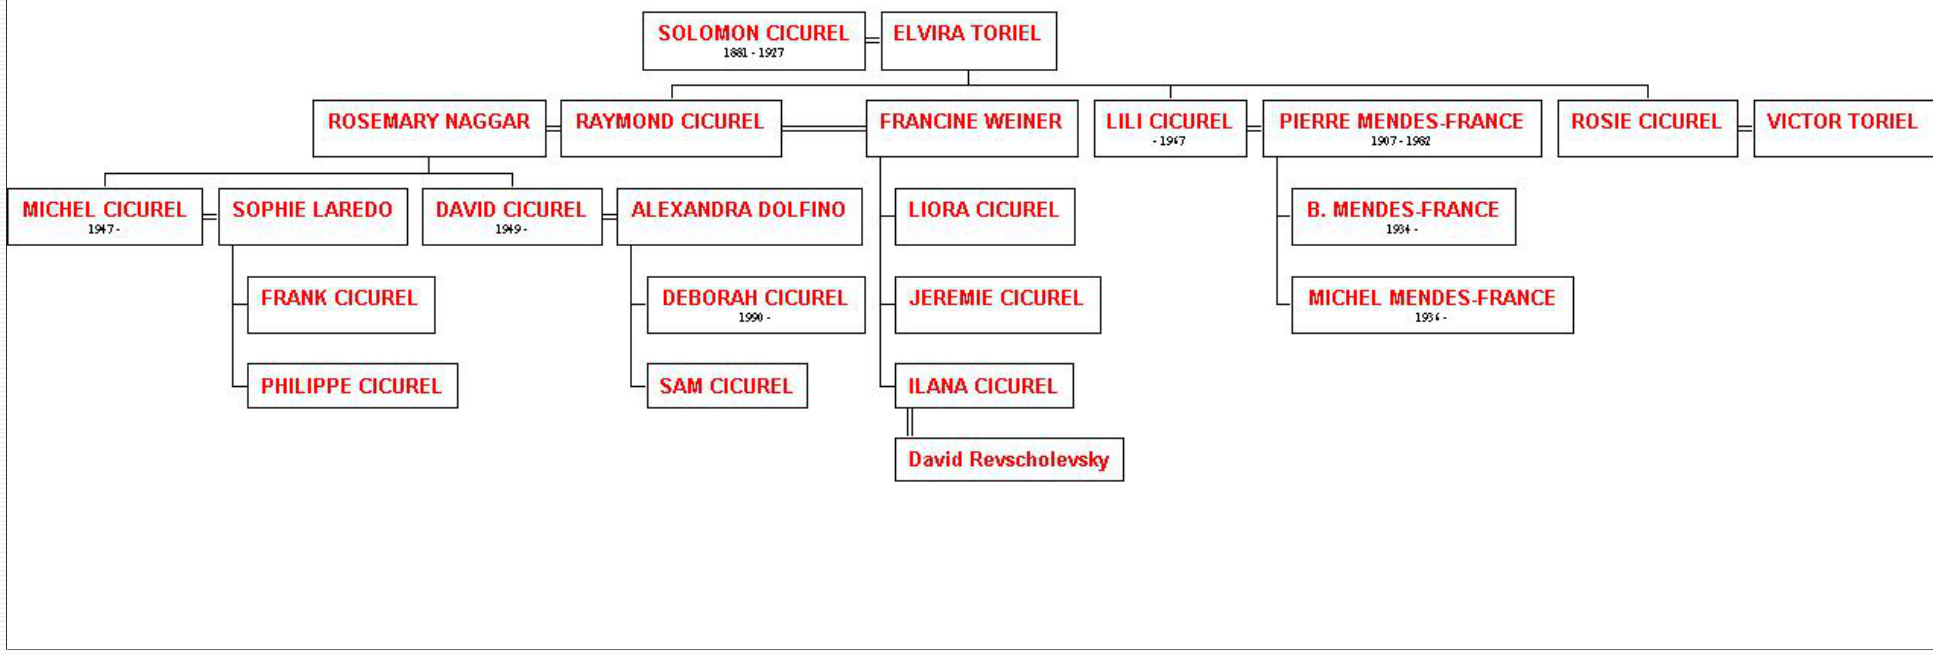 SOLOMON CICUREL
1881 - 1927
ELVIRA TORIEL
ROSEMARY NAGGAR
RAYMOND CICUREL
FRANCINE WEINER
LILI CICUREL
- 1967
PIERRE MENDES-FRANCE
1907 - 1982
ROSIE CICUREL
VICTOR TORIEL
MICHEL CICUREL
1947 -
SOPHIE LAREDO
DAVID CICUREL
1949 -
ALEXANDRA DOLFINO
LIORA CICUREL
B. MENDES-FRANCE
1934 -
FRANK CICUREL
DEBORAH CICUREL
1990 -
JEREMIE CICUREL
MICHEL MENDES-FRANCE
1936 -
PHILIPPE CICUREL
SAM CICUREL
ILANA CICUREL
David Revscholevsky